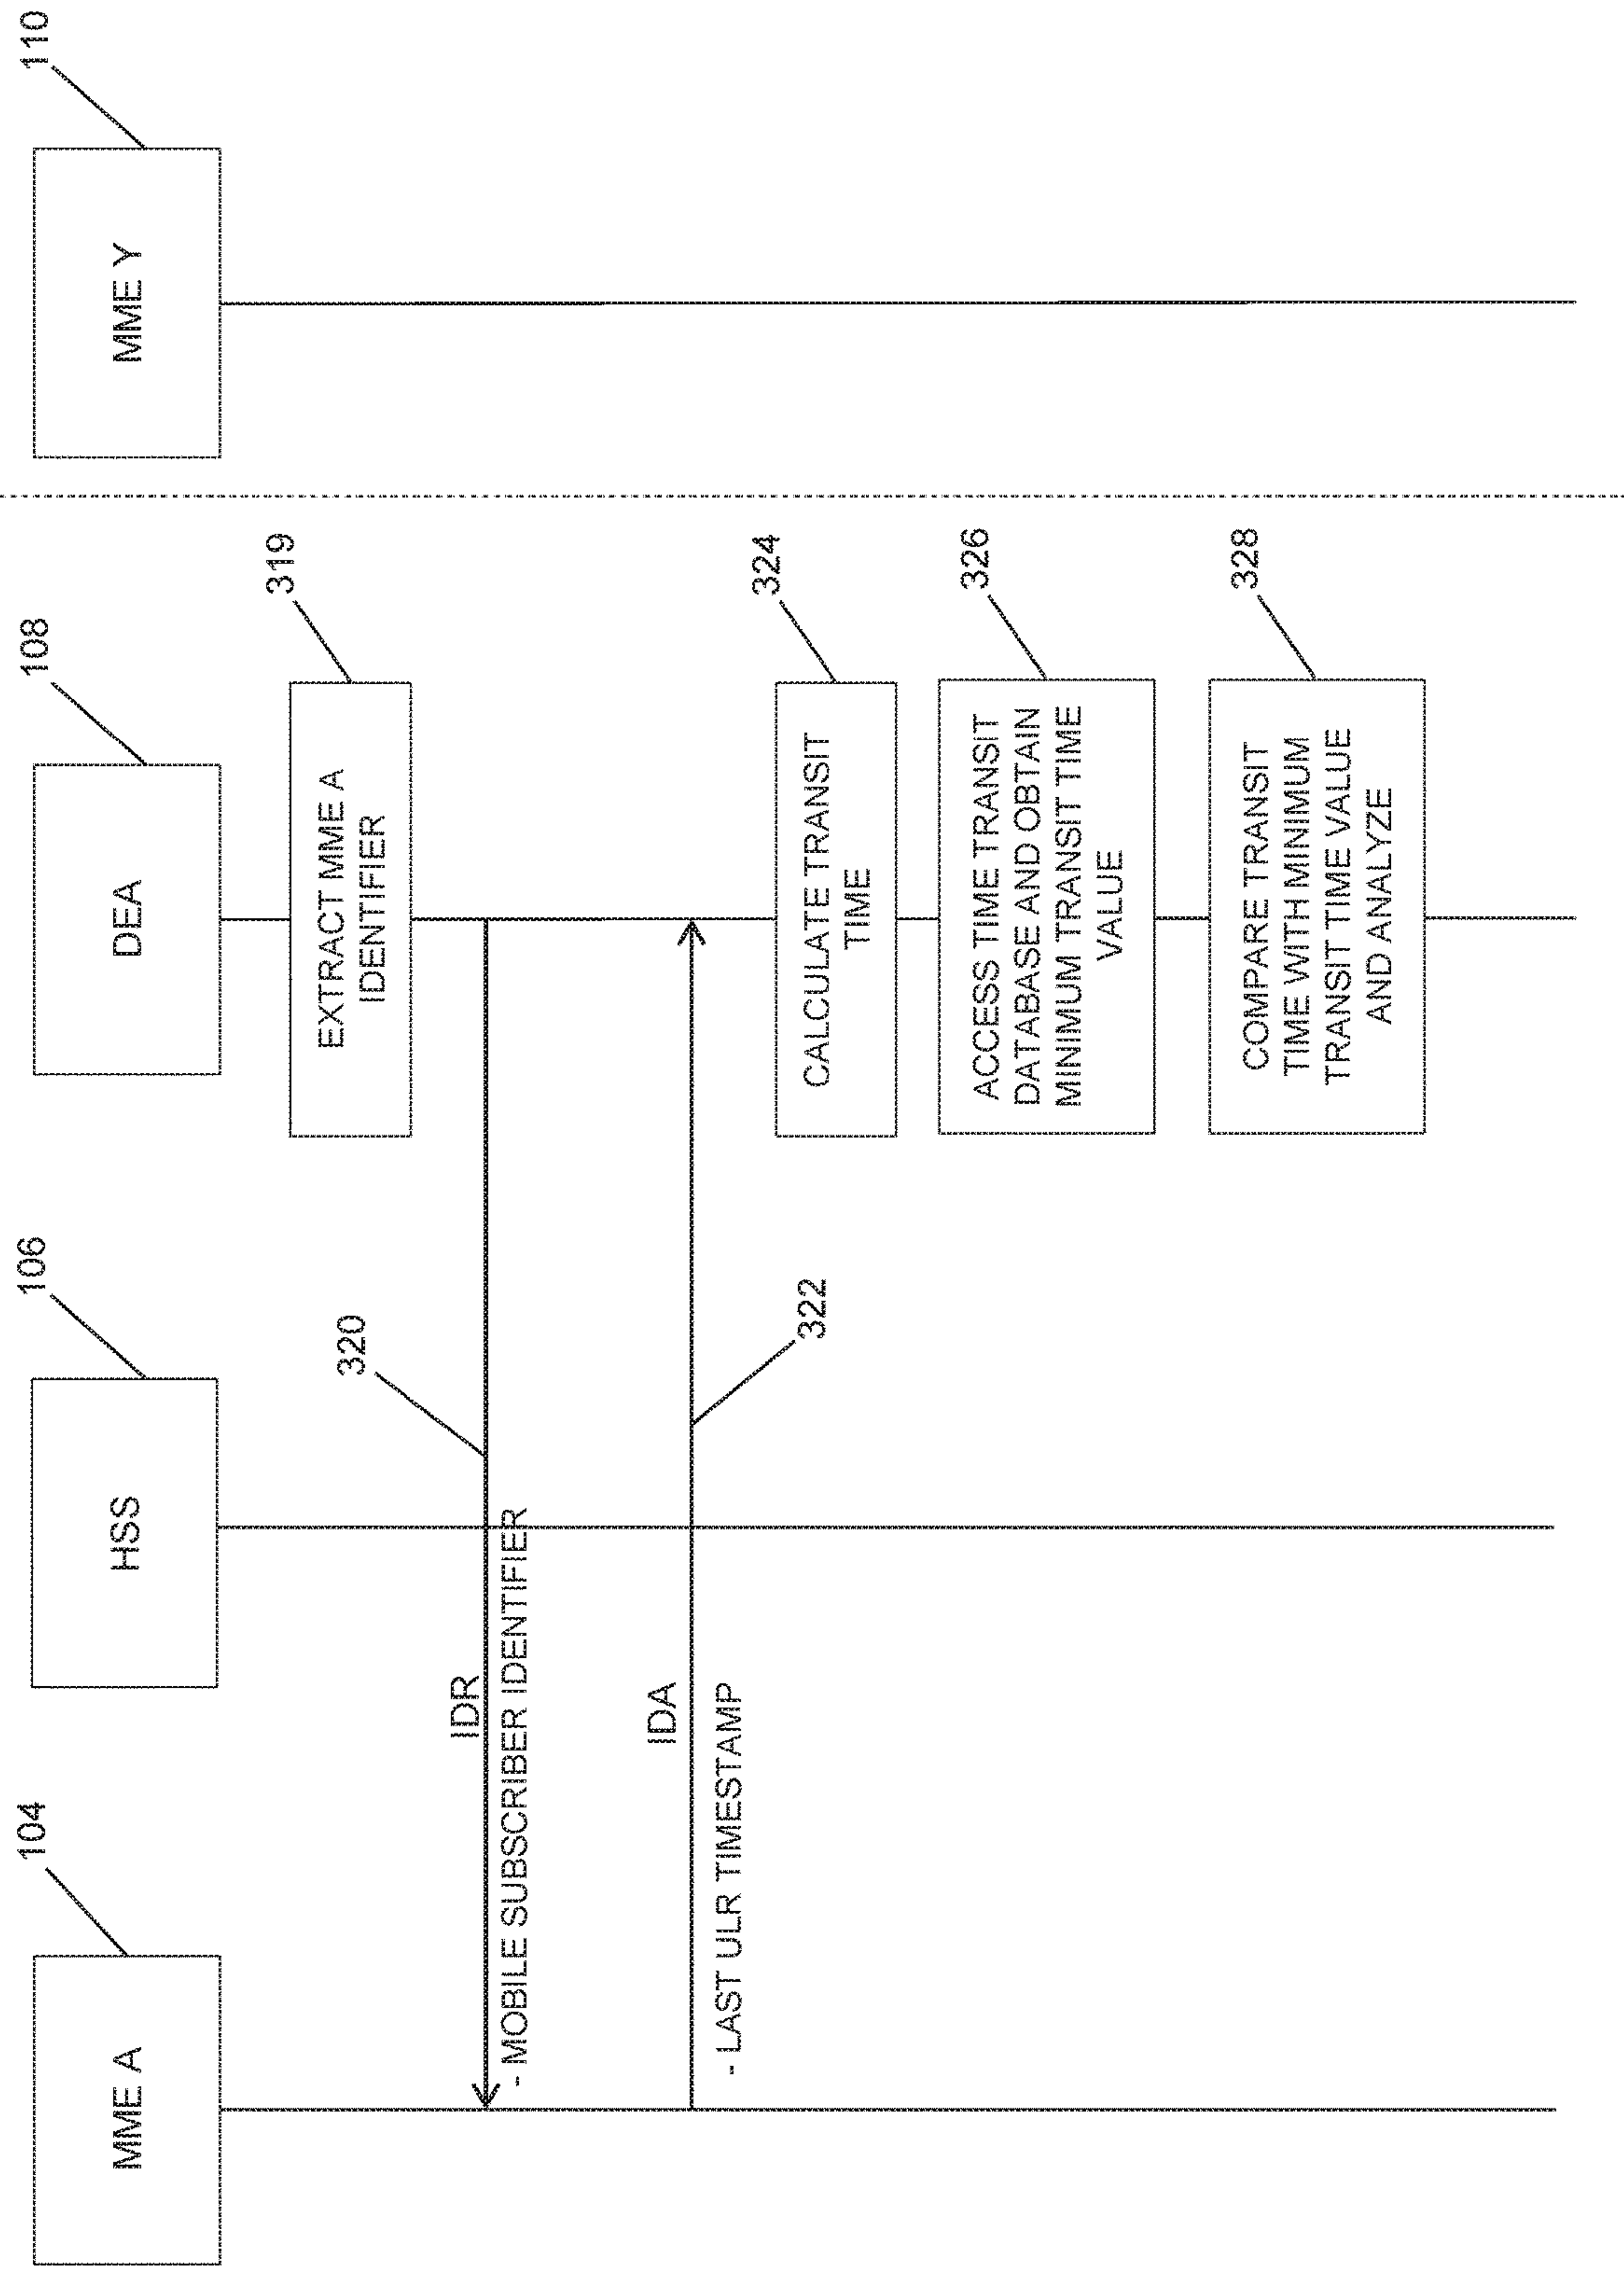 104
MME A
106
HSS
108
DEA
110
MME Y
319
EXTRACT MME A
IDENTIFIER
320
IDR
- MOBILE SUBSCRIBER IDENTIFIER
IDA
322
- LAST ULR TIMESTAMP
324
CALCULATE TRANSIT
TIME
326
ACCESS TIME TRANSIT
DATABASE AND OBTAIN
MINIMUM TRANSIT TIME
VALUE
328
COMPARE TRANSIT
TIME WITH MINIMUM
TRANSIT TIME VALUE
AND ANALYZE